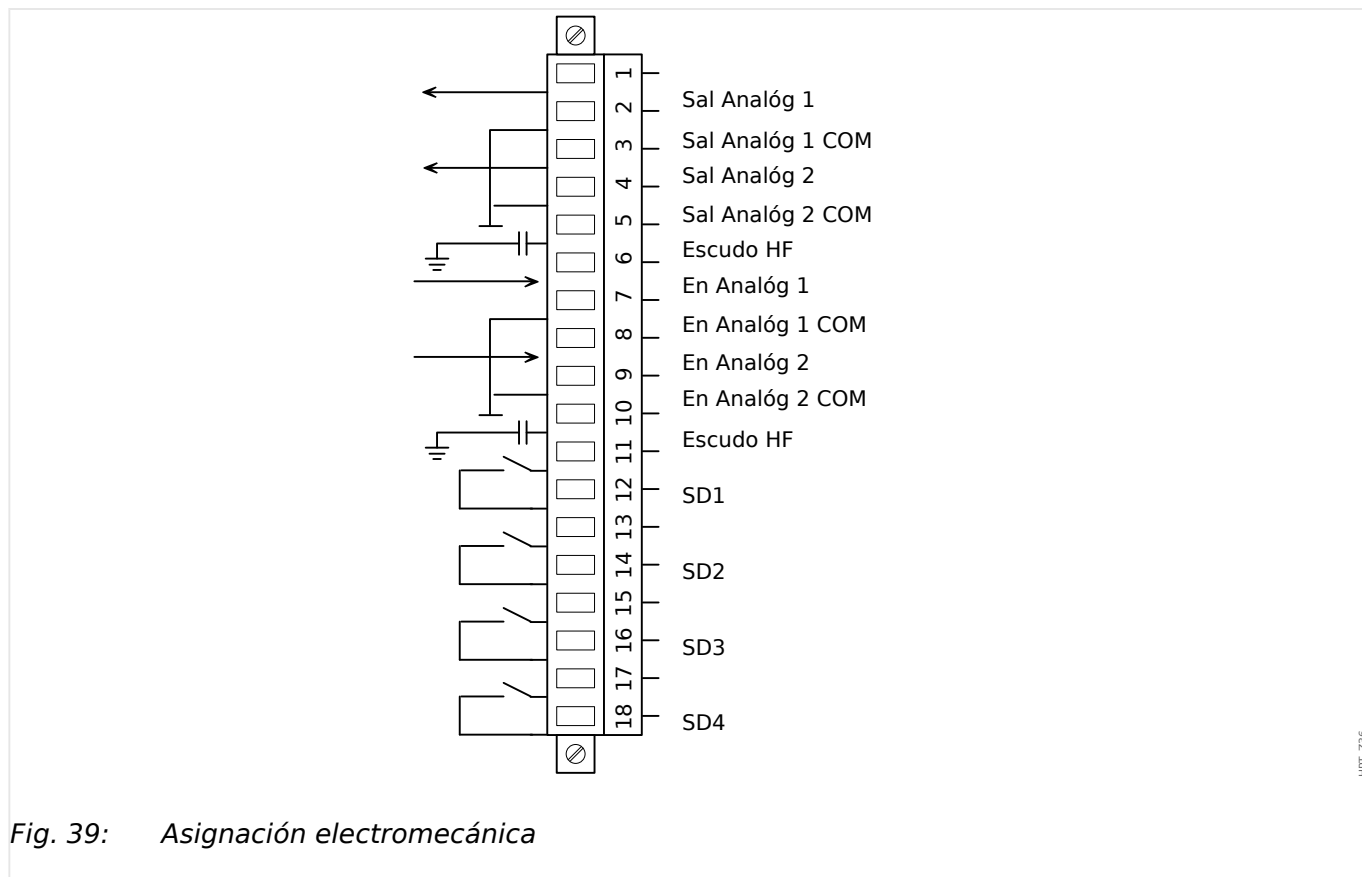 1
2 Sal Analóg 1
3 Sal Analóg 1 COM
4 Sal Analóg 2
5 Sal Analóg 2 COM
6 Escudo HF
7 En Analóg 1
8 En Analóg 1 COM
9 En Analóg 2
10 En Analóg 2 COM
11 Escudo HF
12 SD1
13
14 SD2
15
16 SD3
17
18 SD4
Fig. 39: Asignación electromecánica